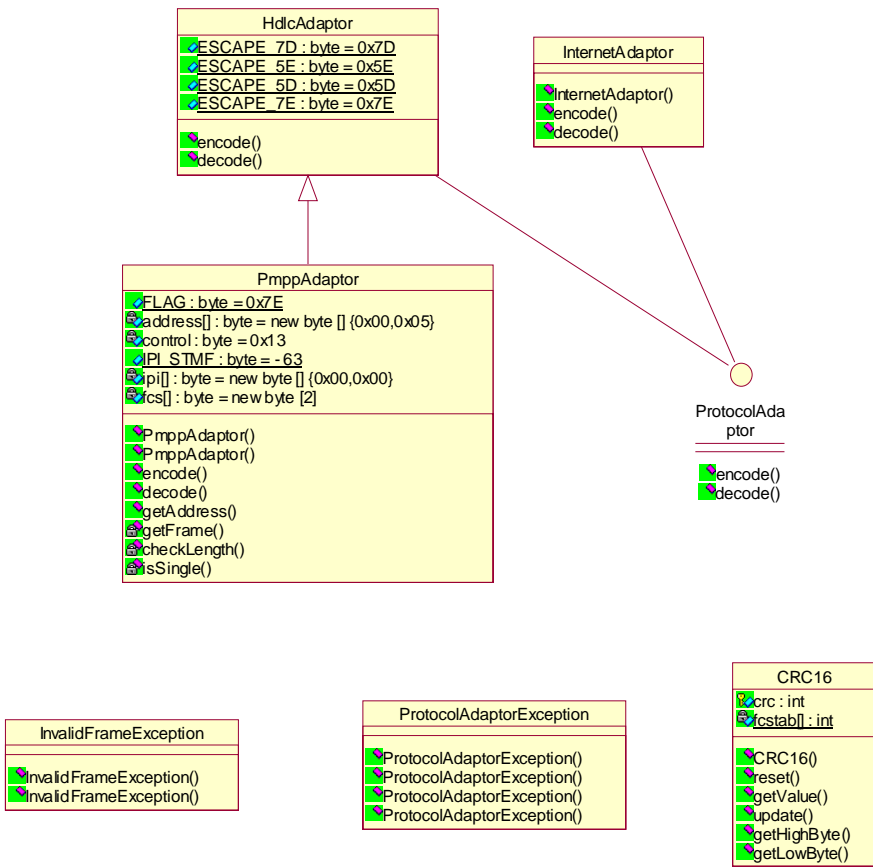 HdlcAdaptor
ESCAPE_7D : byte = 0x7D
ESCAPE_5E : byte = 0x5E
ESCAPE_5D : byte = 0x5D
ESCAPE_7E : byte = 0x7E
encode()
decode()
InternetAdaptor
InternetAdaptor()
encode()
decode()
PmppAdaptor
FLAG : byte = 0x7E
address[] : byte = new byte [] {0x00,0x05}
control : byte = 0x13
IPI_STMF : byte = - 63
ipi[] : byte = new byte [] {0x00,0x00}
fcs[] : byte = new byte [2]
PmppAdaptor()
PmppAdaptor()
encode()
decode()
getAddress()
getFrame()
checkLength()
isSingle()
ProtocolAda
ptor
encode()
decode()
InvalidFrameException
InvalidFrameException()
InvalidFrameException()
ProtocolAdaptorException
ProtocolAdaptorException()
ProtocolAdaptorException()
ProtocolAdaptorException()
ProtocolAdaptorException()
CRC16
crc : int
fcstab[] : int
CRC16()
reset()
getValue()
update()
getHighByte()
getLowByte()